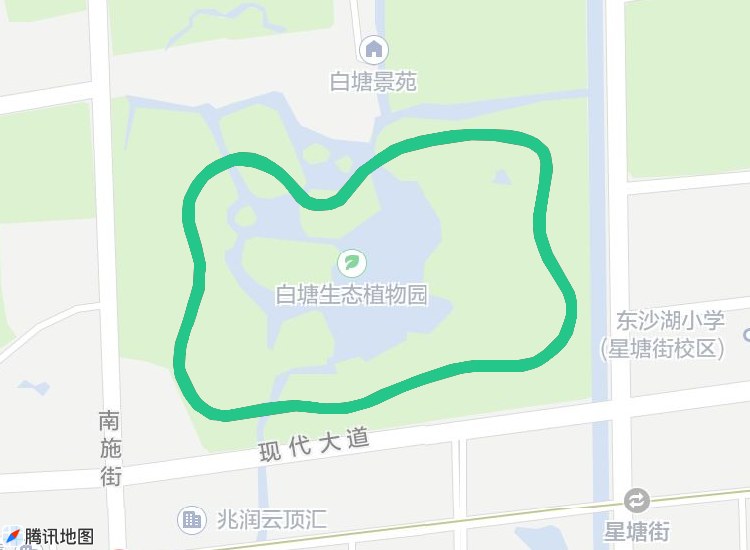 白塘景苑
白塘生态植物园
东沙湖小学
(星塘街校区)
南施街
现代大道
兆润云顶汇
星塘街
腾讯地图